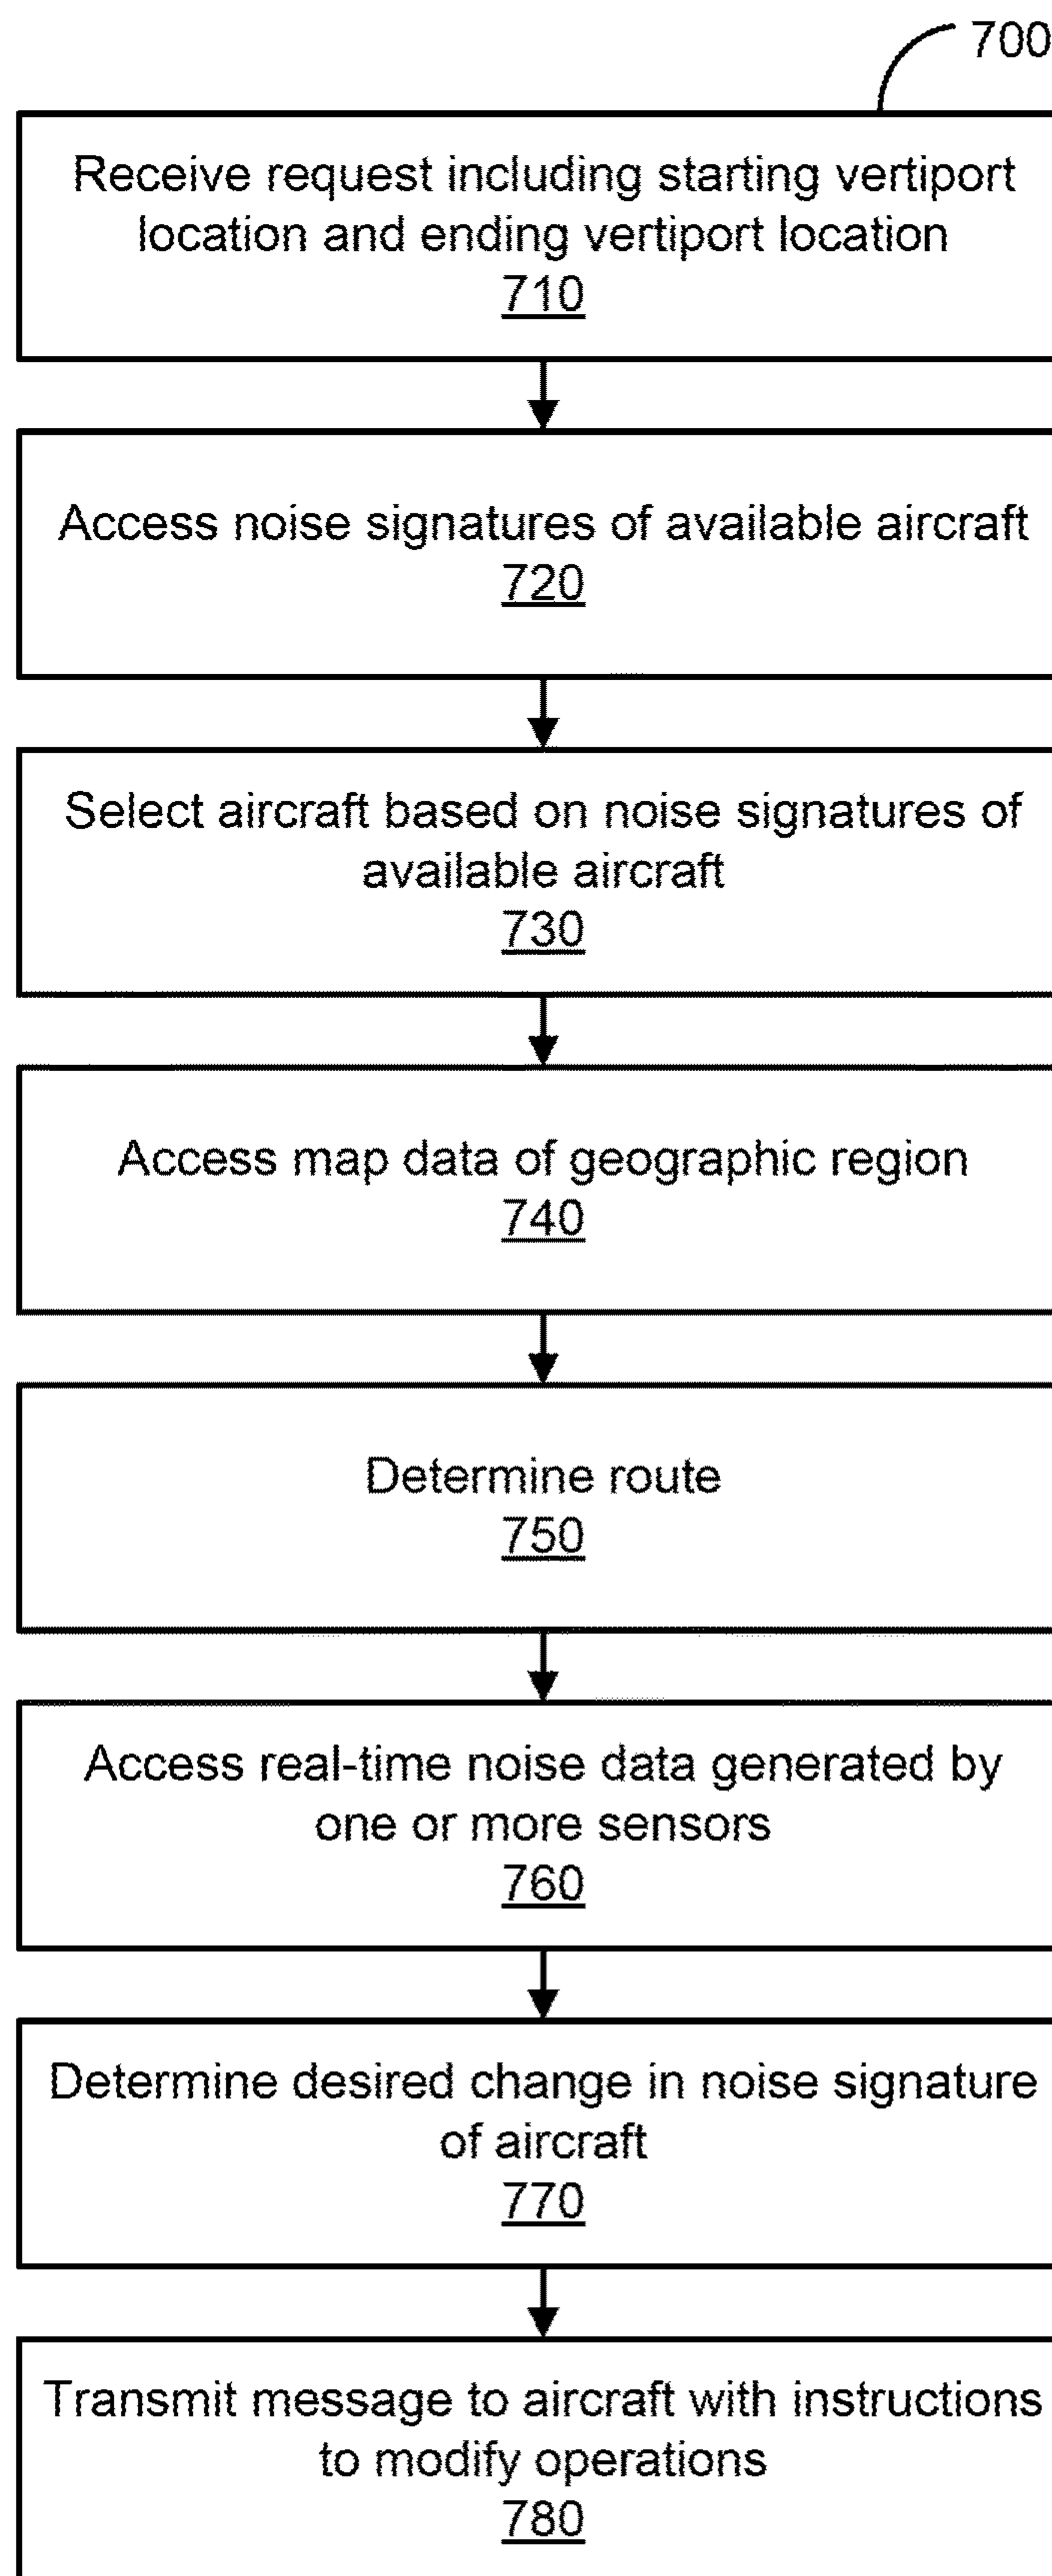 700
Receive request including starting vertiport
location and ending vertiport location
710
Access noise signatures of available aircraft
720
Select aircraft based on noise signatures of
available aircraft
730
Access map data of geographic region
740
Determine route
750
Access real-time noise data generated by
one or more sensors
760
Determine desired change in noise signature
of aircraft
770
Transmit message to aircraft with instructions
to modify operations
780